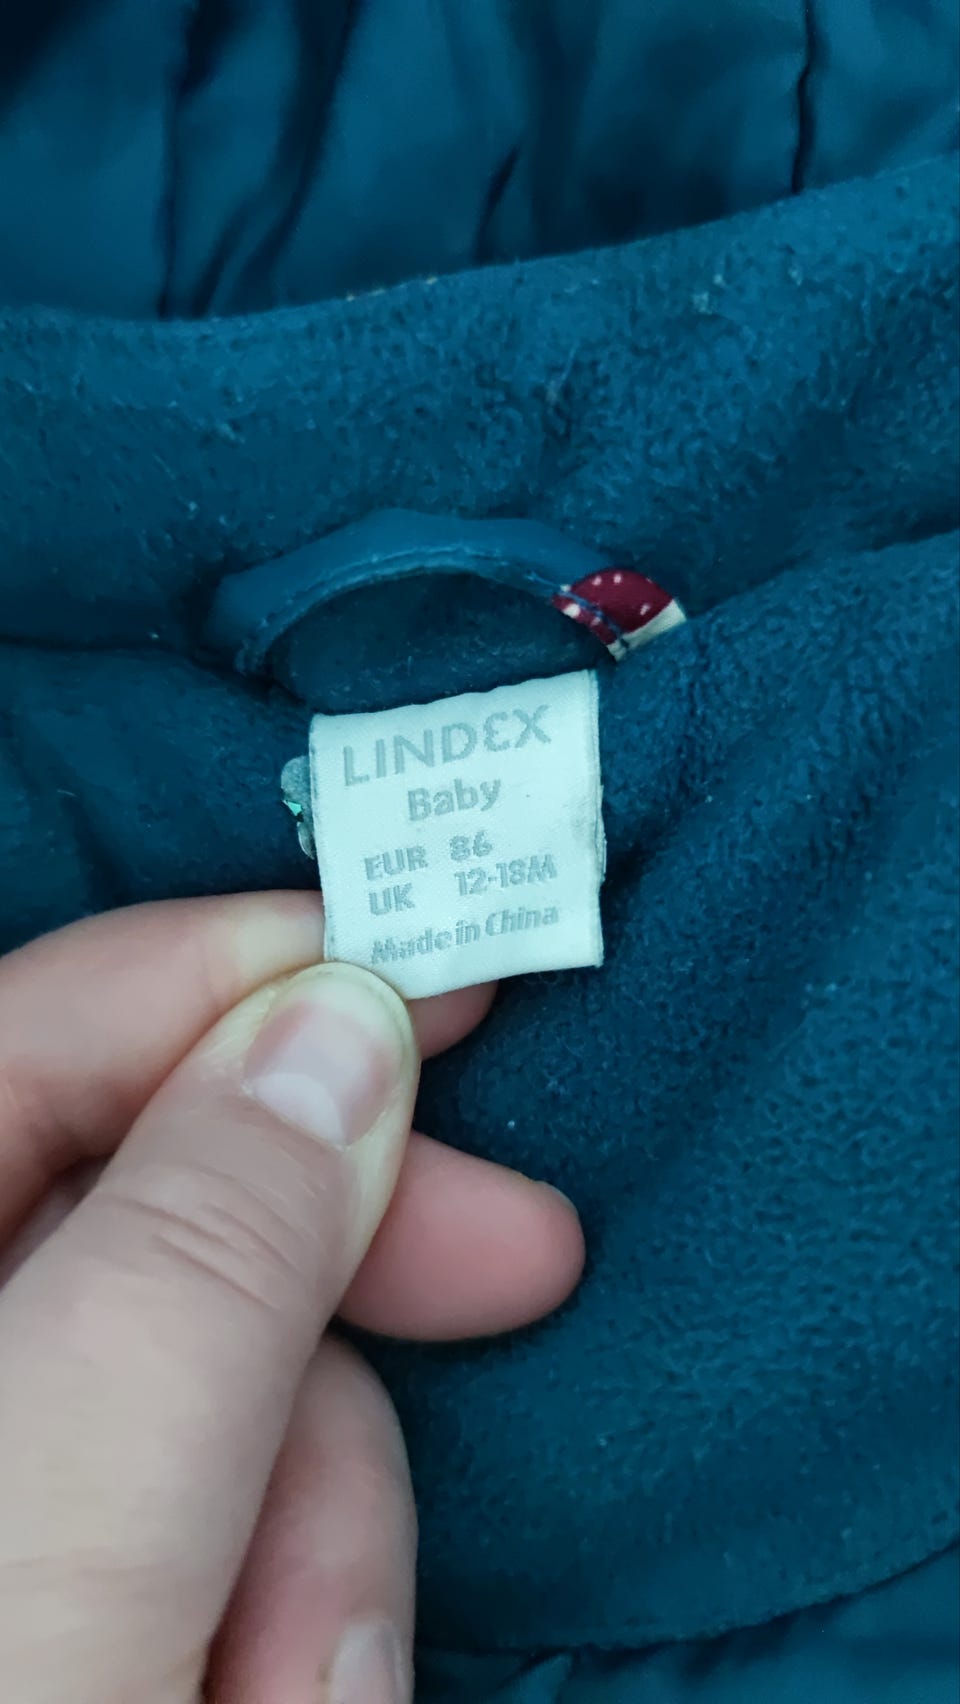 LINDEX
Baby
EUR 86
UK 12-18M
Made in China